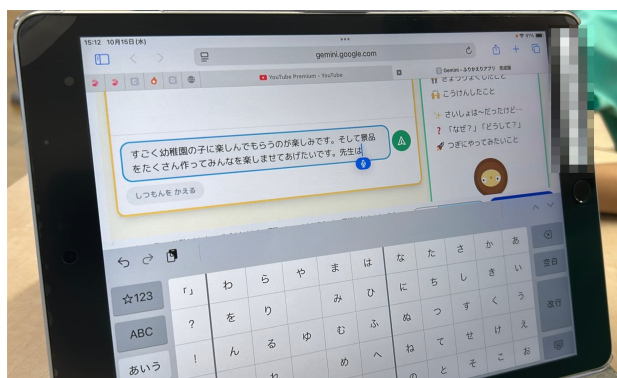 15:12 10月15日(水)
91%
gemini.google.com
YouTube Premium - YouTube
Gemini - ふりかえりアプリ 完成版
きょうりょくしたこと
こうけんしたこと
さいしょは〜だったけど…
「なぜ？」「どうして？」
つぎにやってみたいこと
すごく幼稚園の子に楽しんでもらうのが楽しみです。そして景品
をたくさん作ってみんなを楽しませてあげたいです。先生は
しつもんを かえる
☆123
「」
わ
ら
や
ま
は
な
た
さ
か
あ
空白
ABC
?
を
り
み
ひ
に
ち
し
き
い
改行
あいう
!
ん
る
ゆ
む
ふ
ぬ
つ
す
く
う
れ
め
へ
ね
て
せ
け
え
の
と
そ
こ
お